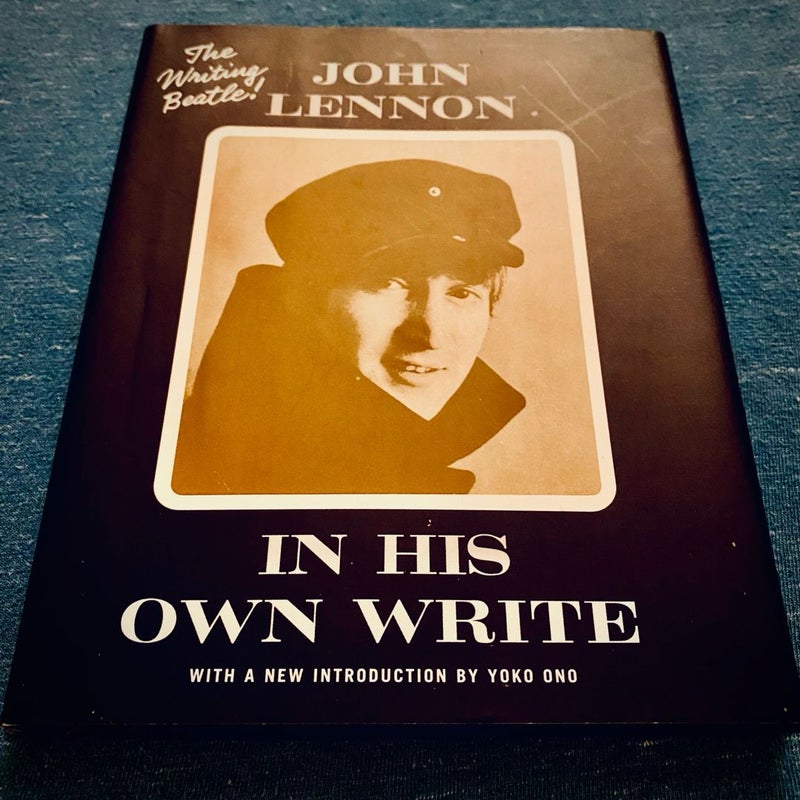 The
Writing
Beatle!
JOHN
LENNON
IN HIS
OWN WRITE
WITH A NEW INTRODUCTION BY YOKO ONO